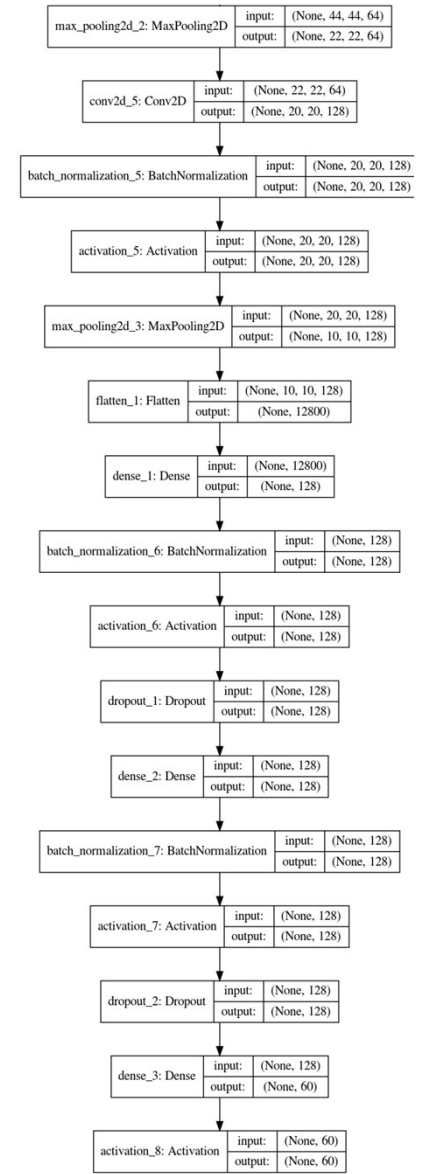 max_pooling2d_2: MaxPooling2D
input: (None, 44, 44, 64)
output: (None, 22, 22, 64)
conv2d_5: Conv2D
input: (None, 22, 22, 64)
output: (None, 20, 20, 128)
batch_normalization_5: BatchNormalization
input: (None, 20, 20, 128)
output: (None, 20, 20, 128)
activation_5: Activation
input: (None, 20, 20, 128)
output: (None, 20, 20, 128)
max_pooling2d_3: MaxPooling2D
input: (None, 20, 20, 128)
output: (None, 10, 10, 128)
flatten_1: Flatten
input: (None, 10, 10, 128)
output: (None, 12800)
dense_1: Dense
input: (None, 12800)
output: (None, 128)
batch_normalization_6: BatchNormalization
input: (None, 128)
output: (None, 128)
activation_6: Activation
input: (None, 128)
output: (None, 128)
dropout_1: Dropout
input: (None, 128)
output: (None, 128)
dense_2: Dense
input: (None, 128)
output: (None, 128)
batch_normalization_7: BatchNormalization
input: (None, 128)
output: (None, 128)
activation_7: Activation
input: (None, 128)
output: (None, 128)
dropout_2: Dropout
input: (None, 128)
output: (None, 128)
dense_3: Dense
input: (None, 128)
output: (None, 60)
activation_8: Activation
input: (None, 60)
output: (None, 60)